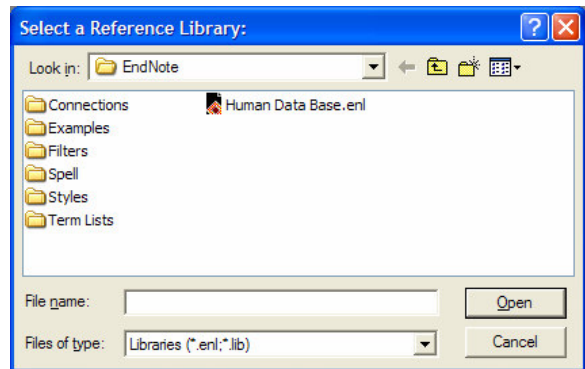 Select a Reference Library:
Look in: EndNote
Connections
Examples
Filters
Spell
Styles
Term Lists
Human Data Base.enl
File name:
Open
Files of type: Libraries (*.enl;*.lib)
Cancel